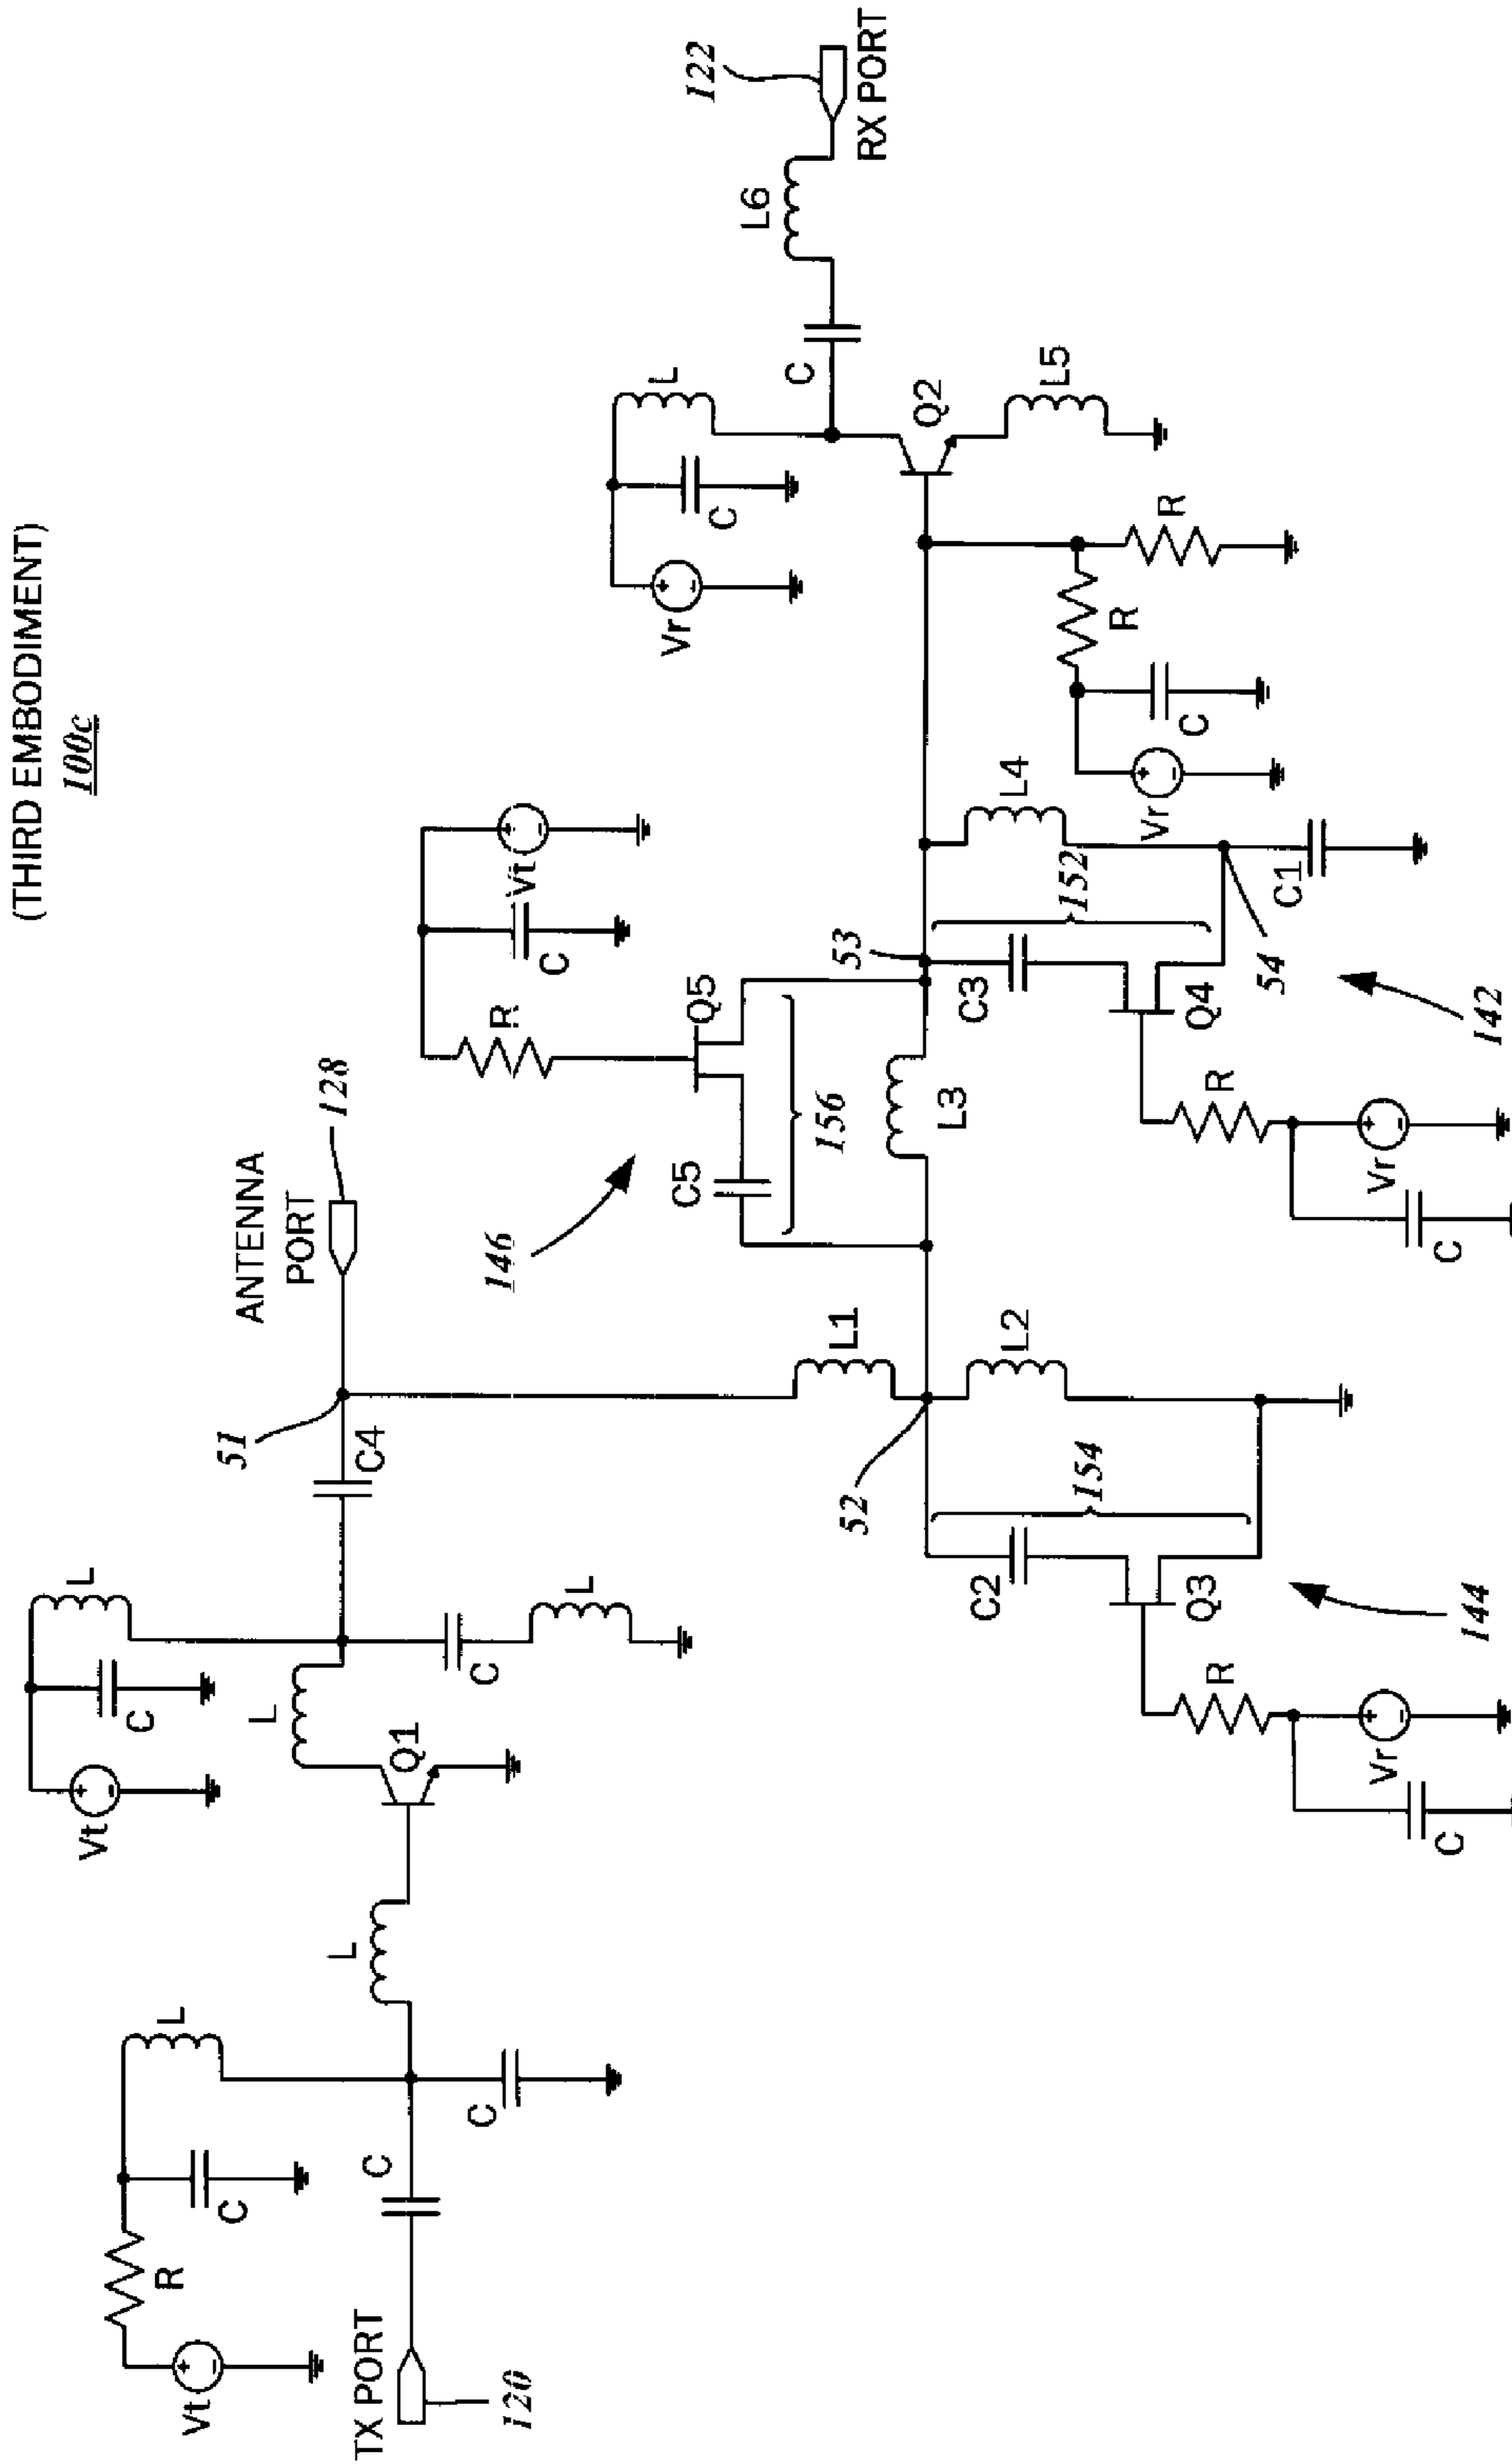 (THIRD EMBODIMENT)
100c
Vt
C
L
L
C4
51
C
L
ANTENNA
PORT
128
Q1
TX PORT
120
Vt
R
C
L
C
C
L
L1
52
L2
C2
154
Q3
R
Vr
C
144
146
C5
156
Q5
R
C
Vt
L3
53
C3
152
Q4
R
Vr
C
142
L4
54
C1
Vr
C
R
R
Vr
C
L
C
Q2
L5
L6
122
RX PORT